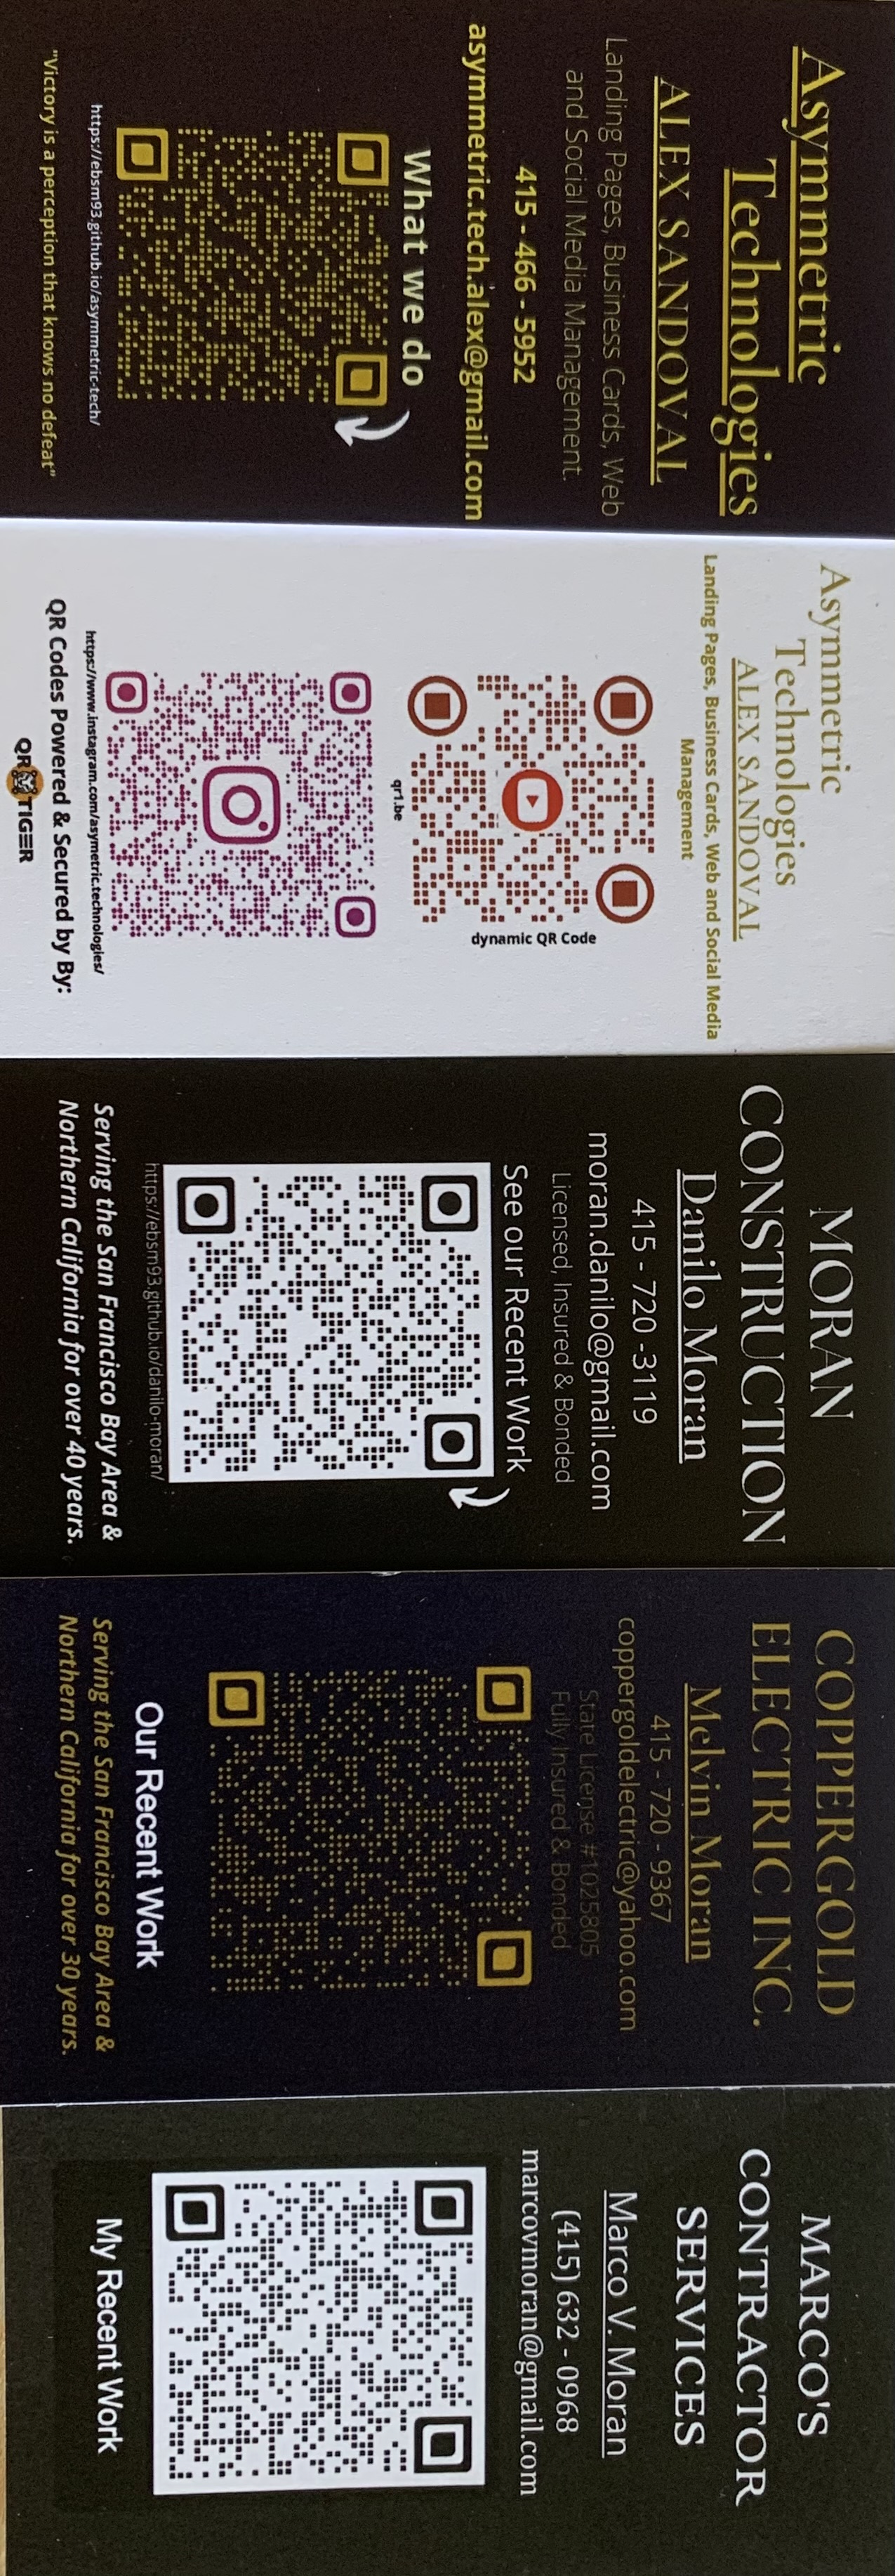 Asymmetric
Technologies
ALEX SANDOVAL
Landing Pages, Business Cards, Web
and Social Media Management.
415 - 466 - 5952
asymmetric.tech.alex@gmail.com
What we do
https://ebsm93.github.io/asymmetric-tech/
"Victory is a perception that knows no defeat"
Asymmetric
Technologies
ALEX SANDOVAL
Landing Pages, Business Cards, Web and Social Media
Management
dynamic QR Code
qr1.be
https://www.instagram.com/asymetric.technologies/
QR Codes Powered & Secured by By:
QR TIGER
MORAN
CONSTRUCTION
Danilo Moran
415 - 720 -3119
moran.danilo@gmail.com
Licensed, Insured & Bonded
See our Recent Work
https://ebsm93.github.io/danilo-moran/
Serving the San Francisco Bay Area &
Northern California for over 40 years.
COPPERGOLD
ELECTRIC INC.
Melvin Moran
415 - 720 - 9367
coppergoldelectric@yahoo.com
State License #1025805
Fully Insured & Bonded
Our Recent Work
Serving the San Francisco Bay Area &
Northern California for over 30 years.
MARCO'S
CONTRACTOR
SERVICES
Marco V. Moran
(415) 632 - 0968
marcovmoran@gmail.com
My Recent Work